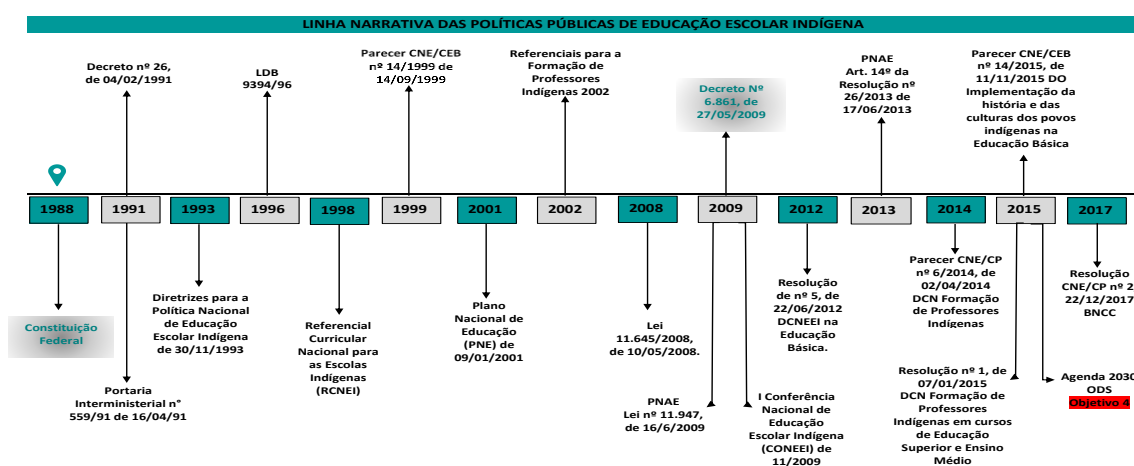 LINHA NARRATIVA DAS POLÍTICAS PÚBLICAS DE EDUCAÇÃO ESCOLAR INDÍGENA
Decreto nº 26,
de 04/02/1991
LDB
9394/96
Parecer CNE/CEB
nº 14/1999 de
14/09/1999
Referenciais para a
Formação de
Professores
Indígenas 2002
Decreto Nº
6.861, de
27/05/2009
PNAE
Art. 14º da
Resolução nº
26/2013 de
17/06/2013
Parecer CNE/CEB
nº 14/2015, de
11/11/2015 DO
Implementação da
história e das
culturas dos povos
indígenas na
Educação Básica
1988
1991
1993
1996
1998
1999
2001
2002
2008
2009
2012
2013
2014
2015
2017
Constituição
Federal
Portaria
Interministerial n°
559/91 de 16/04/91
Diretrizes para a
Política Nacional
de Educação
Escolar Indígena
de 30/11/1993
Referencial
Curricular
Nacional para
as Escolas
Indígenas
(RCNEI)
Plano
Nacional de
Educação
(PNE) de
09/01/2001
Lei
11.645/2008,
de 10/05/2008.
PNAE
Lei nº 11.947,
de 16/6/2009
I Conferência
Nacional de
Educação
Escolar Indígena
(CONEEI) de
11/2009
Resolução
de nº 5, de
22/06/2012
DCNEEI na
Educação
Básica.
Parecer CNE/CP
nº 6/2014, de
02/04/2014
DCN Formação
de Professores
Indígenas
Resolução nº 1, de
07/01/2015
DCN Formação de
Professores
Indígenas em cursos
de Educação
Superior e Ensino
Médio
Agenda 2030
ODS
Objetivo 4
Resolução
CNE/CP nº 2
22/12/2017
BNCC